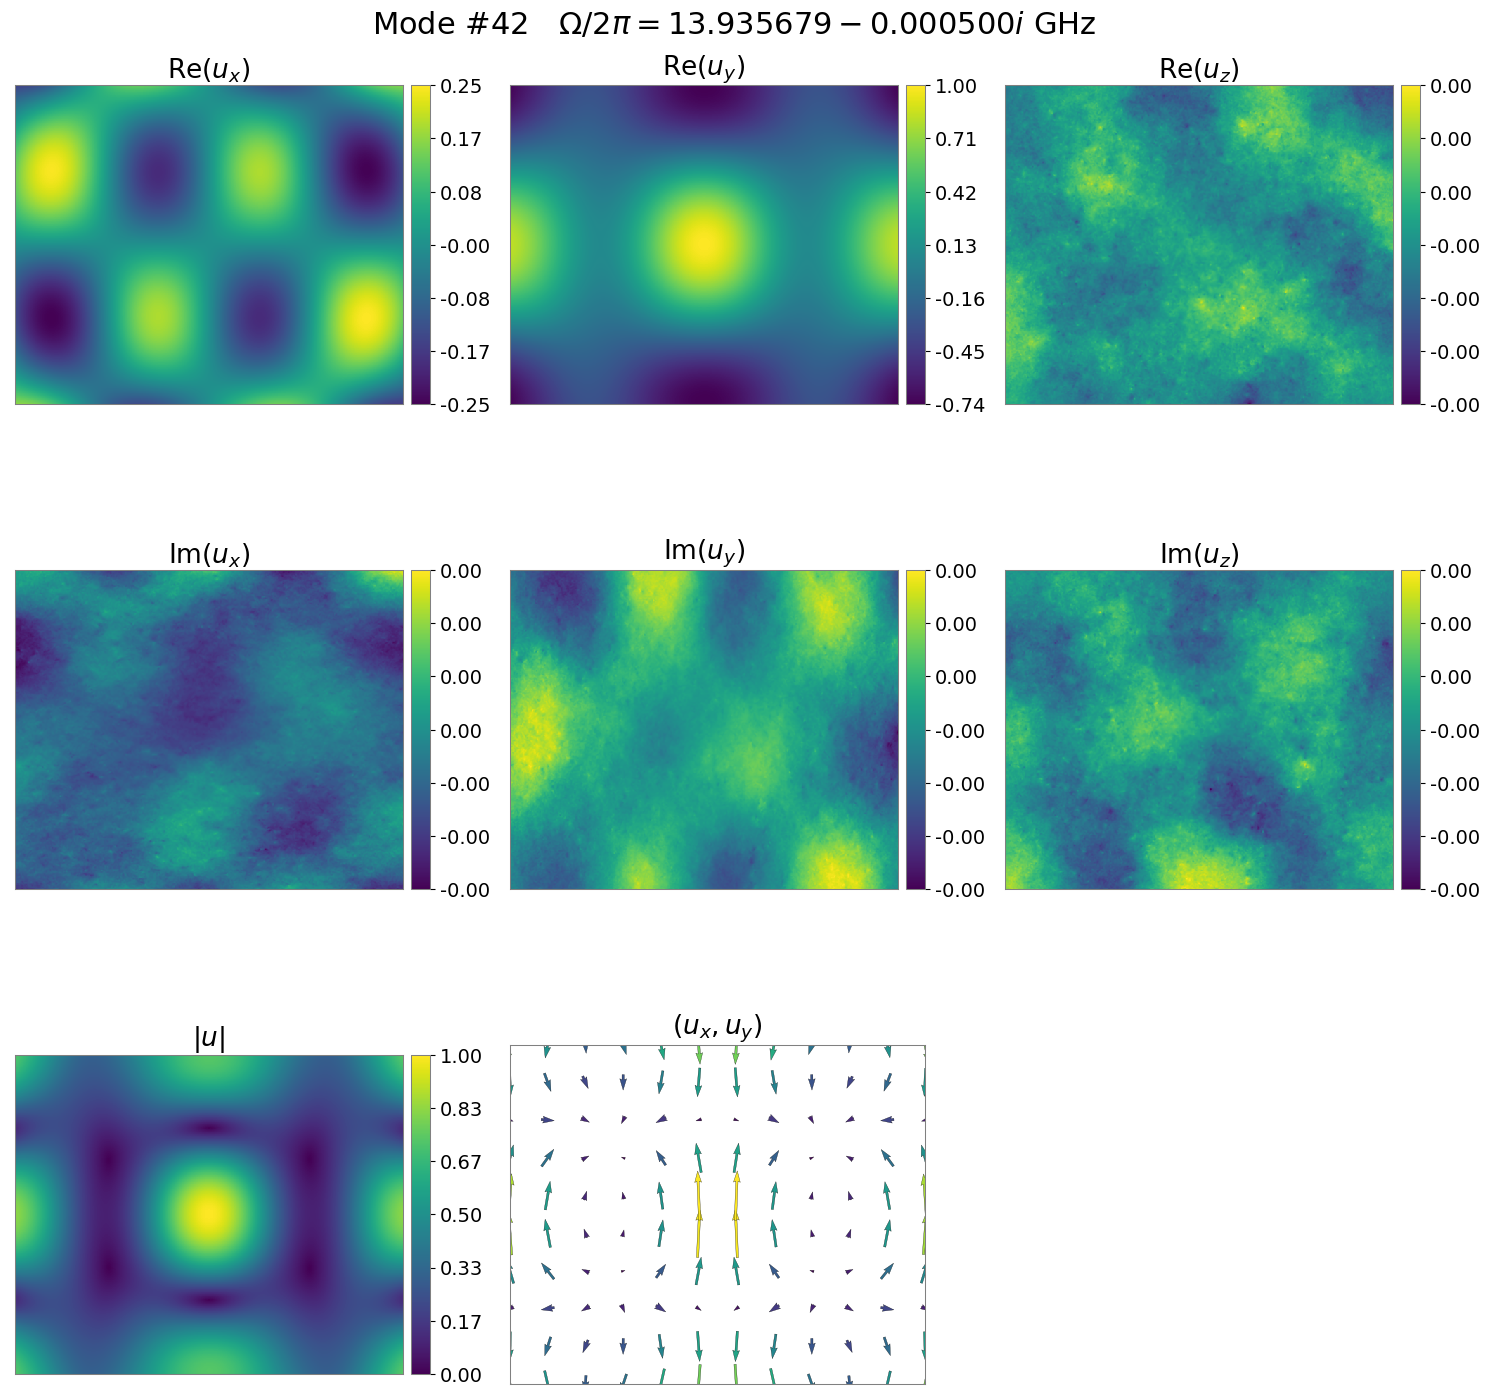 Mode #42 Ω/2π = 13.935679 − 0.000500i GHz
Re(u_x) Re(u_y) Re(u_z)
0.25 1.00 0.00
0.17 0.71 0.00
0.08 0.42 0.00
-0.00 0.13 -0.00
-0.08 -0.16 -0.00
-0.17 -0.45 -0.00
-0.25 -0.74 -0.00
Im(u_x) Im(u_y) Im(u_z)
0.00 0.00 0.00
0.00 0.00 0.00
0.00 0.00 0.00
0.00 -0.00 -0.00
-0.00 -0.00 -0.00
-0.00 -0.00 -0.00
-0.00 -0.00 -0.00
|u| (u_x, u_y)
1.00
0.83
0.67
0.50
0.33
0.17
0.00